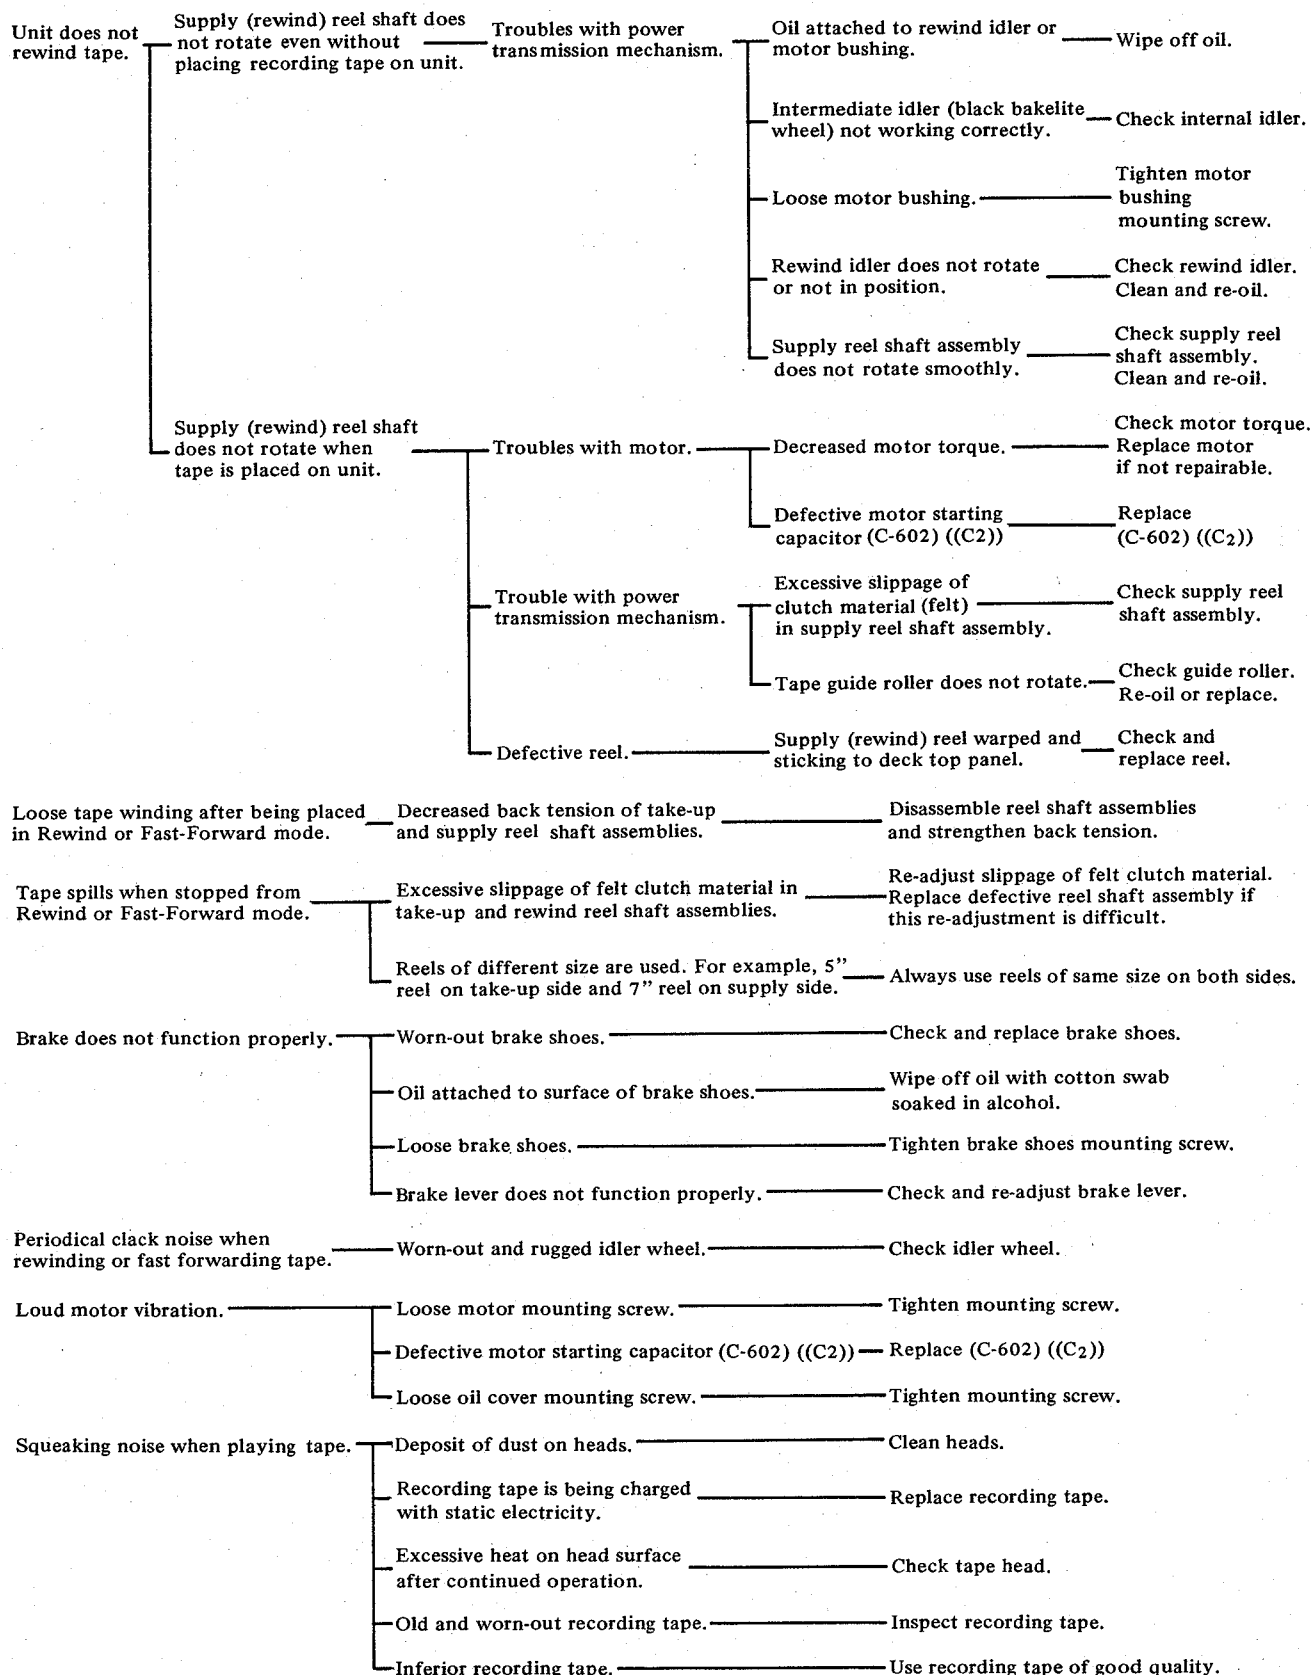 Unit does not
rewind tape.
Supply (rewind) reel shaft does
not rotate even without
placing recording tape on unit.
Troubles with power
transmission mechanism.
Oil attached to rewind idler or
motor bushing.
Wipe off oil.
Intermediate idler (black bakelite
wheel) not working correctly.
Check internal idler.
Loose motor bushing.
Tighten motor
bushing
mounting screw.
Rewind idler does not rotate
or not in position.
Check rewind idler.
Clean and re-oil.
Supply reel shaft assembly
does not rotate smoothly.
Check supply reel
shaft assembly.
Clean and re-oil.
Supply (rewind) reel shaft
does not rotate when
tape is placed on unit.
Troubles with motor.
Decreased motor torque.
Check motor torque.
Replace motor
if not repairable.
Defective motor starting
capacitor (C-602) ((C2))
Replace
(C-602) ((C2))
Trouble with power
transmission mechanism.
Excessive slippage of
clutch material (felt)
in supply reel shaft assembly.
Check supply reel
shaft assembly.
Tape guide roller does not rotate.
Check guide roller.
Re-oil or replace.
Defective reel.
Supply (rewind) reel warped and
sticking to deck top panel.
Check and
replace reel.
Loose tape winding after being placed
in Rewind or Fast-Forward mode.
Decreased back tension of take-up
and supply reel shaft assemblies.
Disassemble reel shaft assemblies
and strengthen back tension.
Tape spills when stopped from
Rewind or Fast-Forward mode.
Excessive slippage of felt clutch material in
take-up and rewind reel shaft assemblies.
Re-adjust slippage of felt clutch material.
Replace defective reel shaft assembly if
this re-adjustment is difficult.
Reels of different size are used. For example, 5”
reel on take-up side and 7” reel on supply side.
Always use reels of same size on both sides.
Brake does not function properly.
Worn-out brake shoes.
Check and replace brake shoes.
Oil attached to surface of brake shoes.
Wipe off oil with cotton swab
soaked in alcohol.
Loose brake shoes.
Tighten brake shoes mounting screw.
Brake lever does not function properly.
Check and re-adjust brake lever.
Periodical clack noise when
rewinding or fast forwarding tape.
Worn-out and rugged idler wheel.
Check idler wheel.
Loud motor vibration.
Loose motor mounting screw.
Tighten mounting screw.
Defective motor starting capacitor (C-602) ((C2))
Replace (C-602) ((C2))
Loose oil cover mounting screw.
Tighten mounting screw.
Squeaking noise when playing tape.
Deposit of dust on heads.
Clean heads.
Recording tape is being charged
with static electricity.
Replace recording tape.
Excessive heat on head surface
after continued operation.
Check tape head.
Old and worn-out recording tape.
Inspect recording tape.
Inferior recording tape.
Use recording tape of good quality.